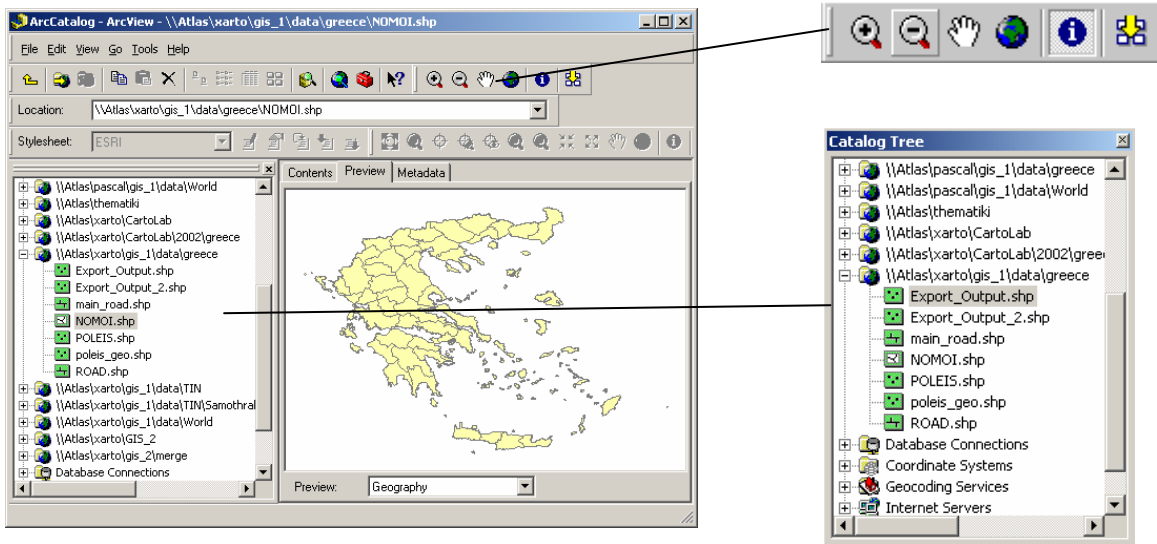 ArcCatalog - ArcView - \\Atlas\xarto\gis_1\data\greece\NOMOI.shp
File Edit View Go Tools Help
Location: \\Atlas\xarto\gis_1\data\greece\NOMOI.shp
Stylesheet: ESRI
\\Atlas\pascal\gis_1\data\World
\\Atlas\thematiki
\\Atlas\xarto\CartoLab
\\Atlas\xarto\CartoLab\2002\greece
\\Atlas\xarto\gis_1\data\greece
Export_Output.shp
Export_Output_2.shp
main_road.shp
NOMOI.shp
POLEIS.shp
poleis_geo.shp
ROAD.shp
\\Atlas\xarto\gis_1\data\TIN
\\Atlas\xarto\gis_1\data\TIN\Samothral
\\Atlas\xarto\gis_1\data\World
\\Atlas\xarto\GIS_2
\\Atlas\xarto\gis_2\merge
Database Connections
Contents Preview Metadata
Preview: Geography
Catalog Tree
\\Atlas\pascal\gis_1\data\greece
\\Atlas\pascal\gis_1\data\World
\\Atlas\thematiki
\\Atlas\xarto\CartoLab
\\Atlas\xarto\CartoLab\2002\gree
\\Atlas\xarto\gis_1\data\greece
Export_Output.shp
Export_Output_2.shp
main_road.shp
NOMOI.shp
POLEIS.shp
poleis_geo.shp
ROAD.shp
Database Connections
Coordinate Systems
Geocoding Services
Internet Servers